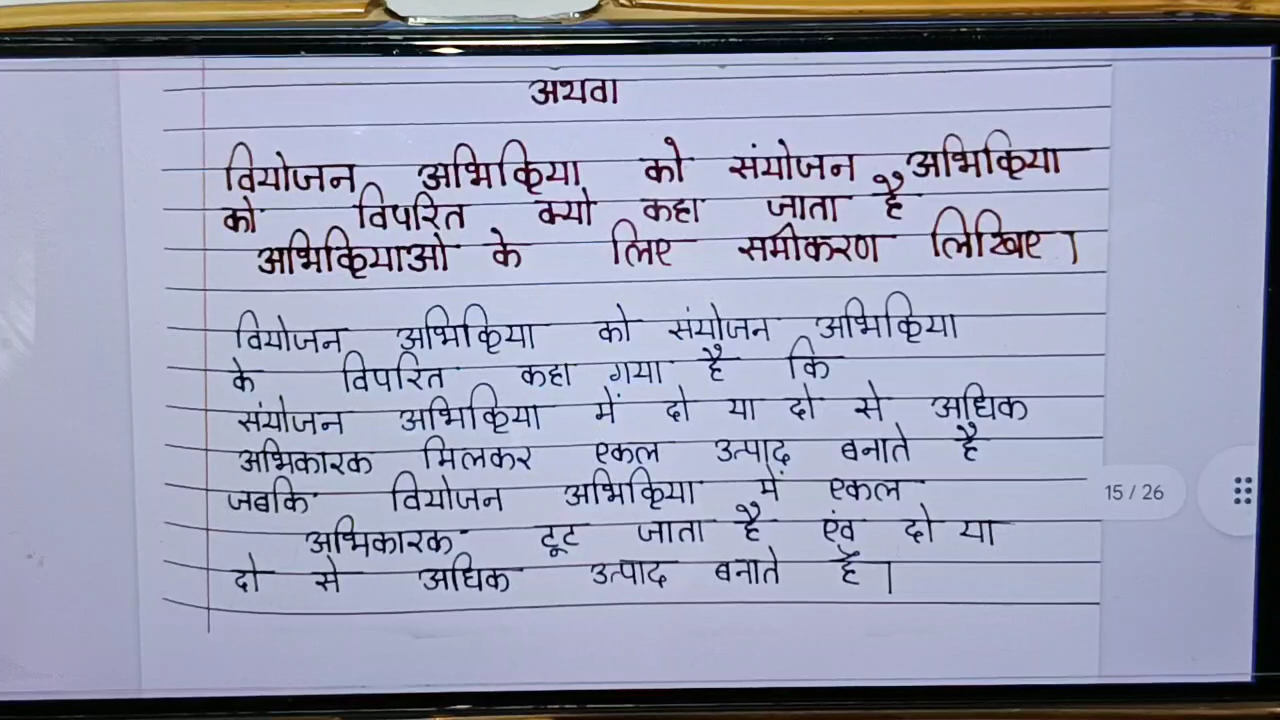 अथवा
वियोजन अभिक्रिया को संयोजन अभिक्रिया
को विपरित क्यो कहा जाता है
अभिक्रियाओ के लिए समीकरण लिखिए ।
वियोजन अभिक्रिया को संयोजन अभिक्रिया
के विपरित कहा गया है कि
संयोजन अभिक्रिया में दो या दो से अधिक
अभिकारक मिलकर एकल उत्पाद बनाते है
जबकि वियोजन अभिक्रिया में एकल
15 / 26
अभिकारक टूट जाता है एंव दो या
दो से अधिक उत्पाद बनाते हैं ।